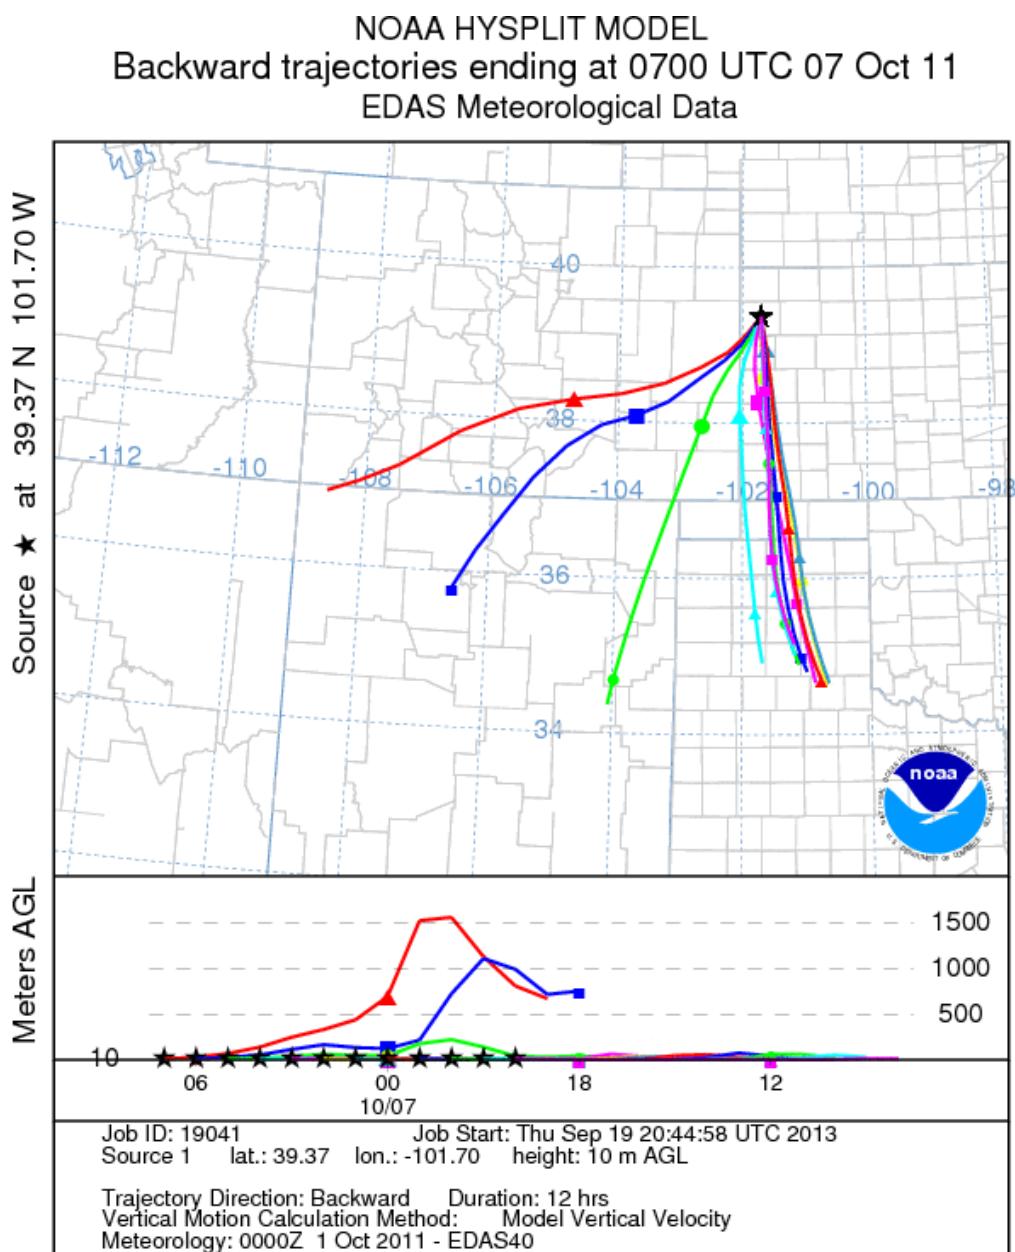 NOAA HYSPLIT MODEL
Backward trajectories ending at 0700 UTC 07 Oct 11
EDAS Meteorological Data
Source ★ at 39.37 N 101.70 W
40
38
-112
-110
-108
-106
-104
-102
-100
-98
36
34
noaa
Meters AGL
1500
1000
500
10
06
00
18
12
10/07
Job ID: 19041 Job Start: Thu Sep 19 20:44:58 UTC 2013
Source 1 lat.: 39.37 lon.: -101.70 height: 10 m AGL
Trajectory Direction: Backward Duration: 12 hrs
Vertical Motion Calculation Method: Model Vertical Velocity
Meteorology: 0000Z 1 Oct 2011 - EDAS40